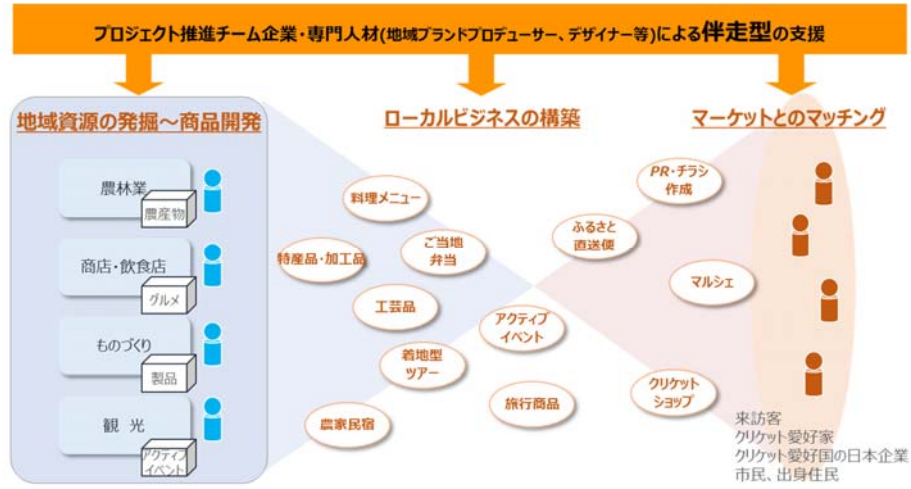 プロジェクト推進チーム企業・専門人材(地域ブランドプロデューサー、デザイナー等)による伴走型の支援
地域資源の発掘～商品開発
農林業
農産物
商店・飲食店
グルメ
ものづくり
製品
観 光
アクティブ
イベント
ローカルビジネスの構築
料理メニュー
特産品・加工品
ご当地
弁当
工芸品
着地型
ツアー
農家民宿
アクティブ
イベント
旅行商品
ふるさと
直送便
マーケットとのマッチング
PR・チラシ
作成
マルシェ
クリケット
ショップ
来訪客
クリケット愛好家
クリケット愛好国の日本企業
市民、出身住民